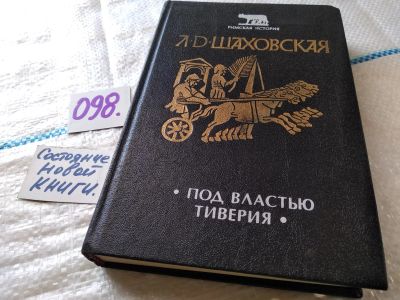 РИМСКАЯ ИСТОРИЯ
Л·Д·ШАХОВСКАЯ
098.
Состояние
новой
книги.
• ПОД ВЛАСТЬЮ
ТИВЕРИЯ •